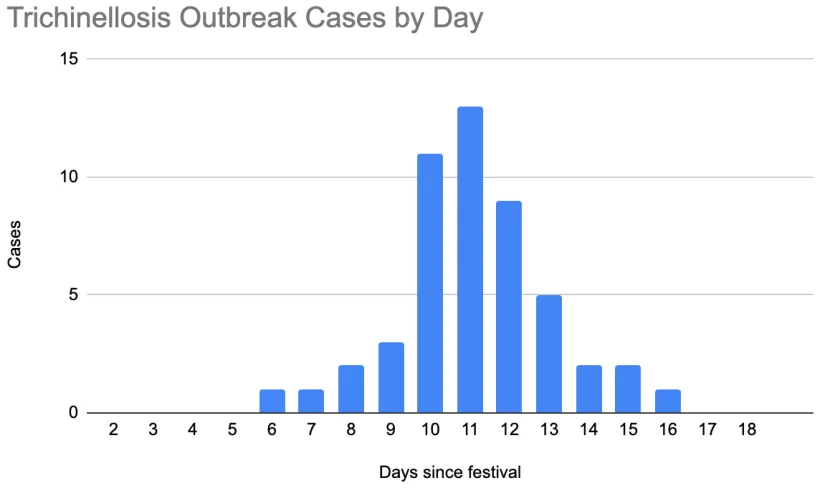 Trichinellosis Outbreak Cases by Day
15
10
5
0
Cases
2 3 4 5 6 7 8 9 10 11 12 13 14 15 16 17 18
Days since festival